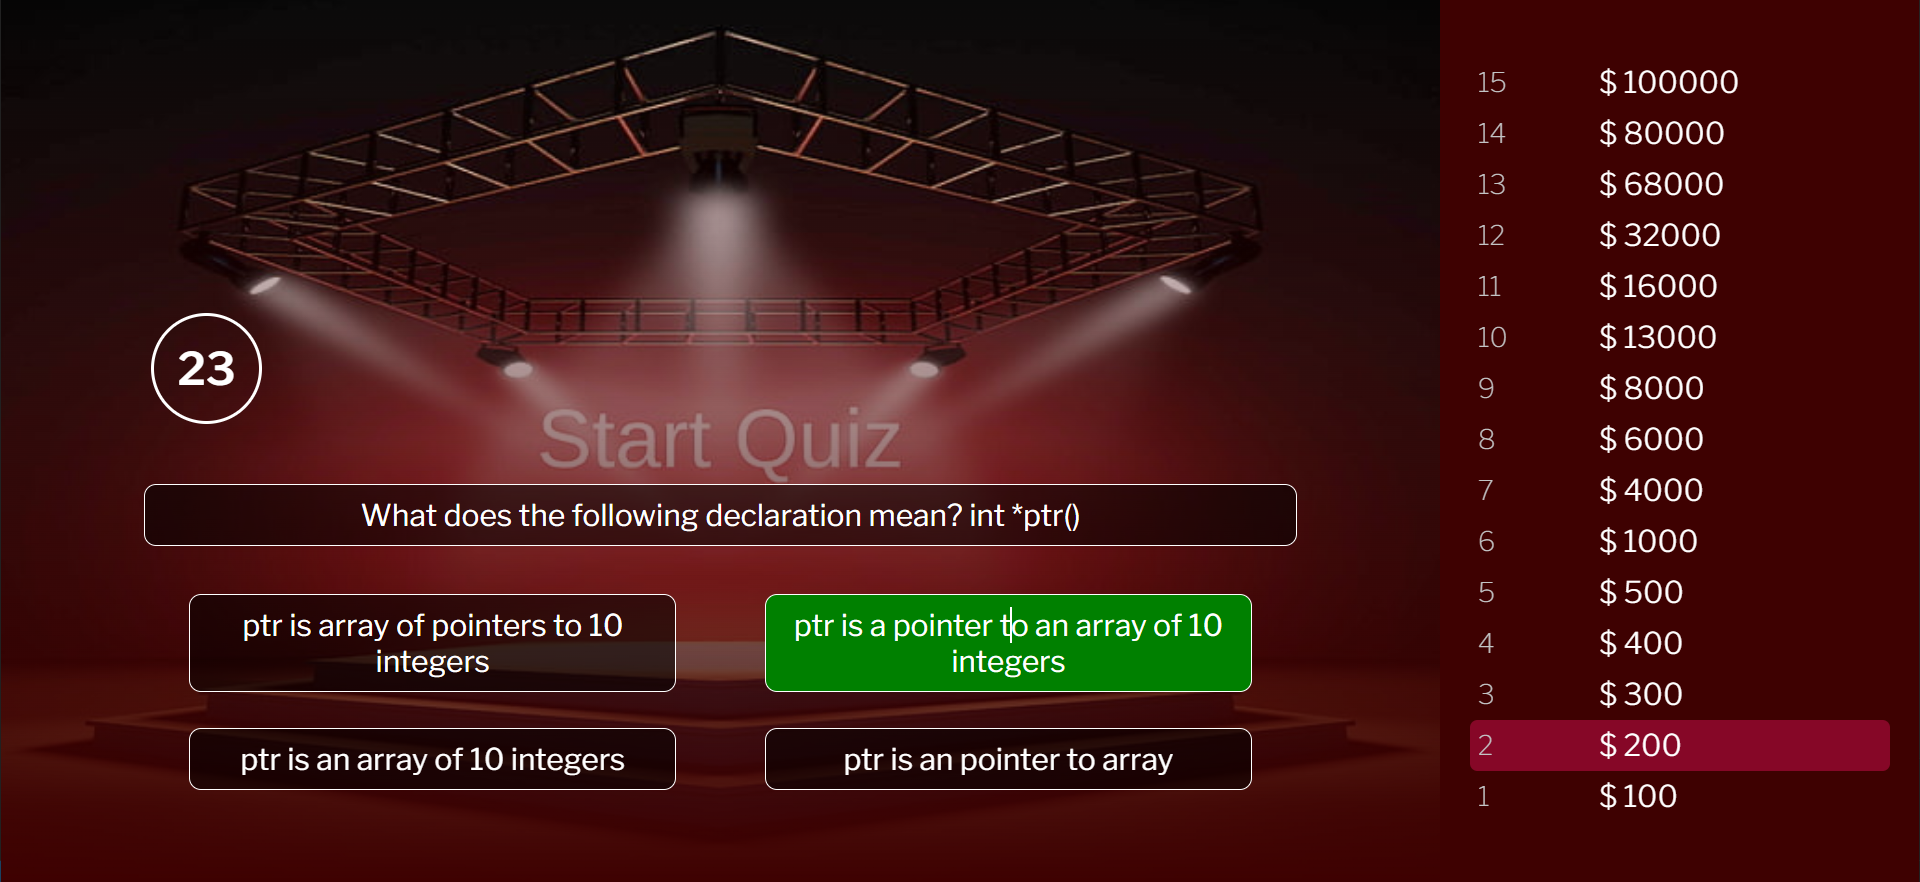 23
Start Quiz
What does the following declaration mean? int *ptr()
ptr is array of pointers to 10
integers
ptr is a pointer to an array of 10
integers
ptr is an array of 10 integers
ptr is an pointer to array
15 $ 100000
14 $ 80000
13 $ 68000
12 $ 32000
11 $ 16000
10 $ 13000
9 $ 8000
8 $ 6000
7 $ 4000
6 $ 1000
5 $ 500
4 $ 400
3 $ 300
2 $ 200
1 $ 100